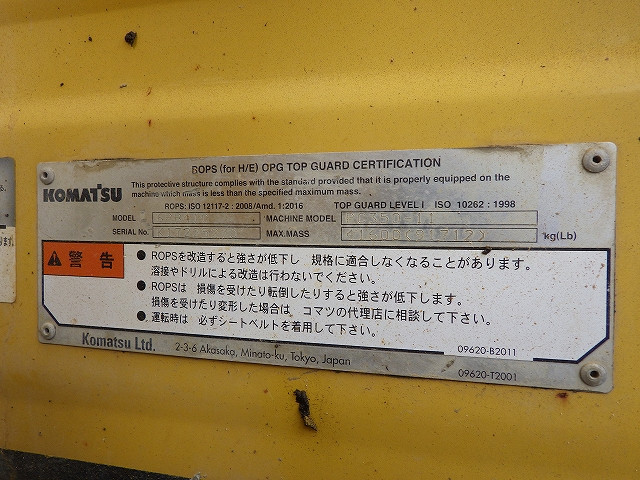 ROPS (for H/E) OPG TOP GUARD CERTIFICATION
This protective structure complies with the standard provided that it is properly equipped on the
machine which mass is less than the specified maximum mass.
KOMATSU
ROPS: ISO 12117-2 : 2008/Amd. 1:2016 TOP GUARD LEVEL I ISO 10262 : 1998
MODEL MACHINE MODEL PC350-11
SERIAL No. MAX.MASS kg(Lb)
警告
● ROPSを改造すると強さが低下し 規格に適合しなくなることがあります。
溶接やドリルによる改造は行わないでください。
● ROPSは 損傷を受けたり転倒したりすると強さが低下します。
損傷を受けたり変形した場合は コマツの代理店に相談して下さい。
● 運転時は 必ずシートベルトを着用して下さい。
09620-B2011
Komatsu Ltd. 2-3-6 Akasaka, Minato-ku, Tokyo, Japan
09620-T2001